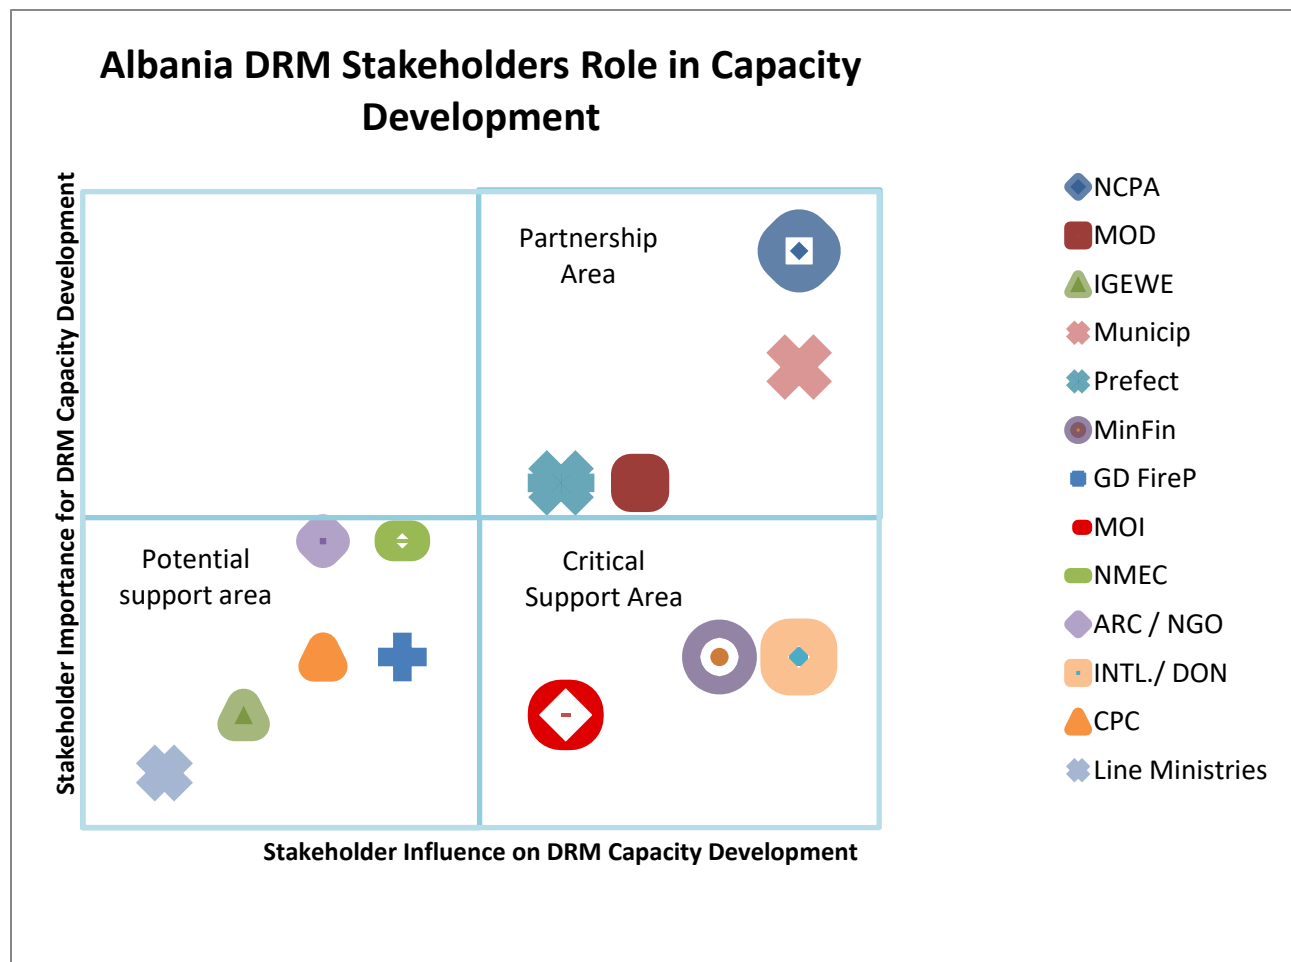 Albania DRM Stakeholders Role in Capacity
Development
Stakeholder Importance for DRM Capacity Development
Partnership
Area
Potential
support area
Critical
Support Area
Stakeholder Influence on DRM Capacity Development
NCPA
MOD
IGEWE
Municip
Prefect
MinFin
GD FireP
MOI
NMEC
ARC / NGO
INTL./ DON
CPC
Line Ministries